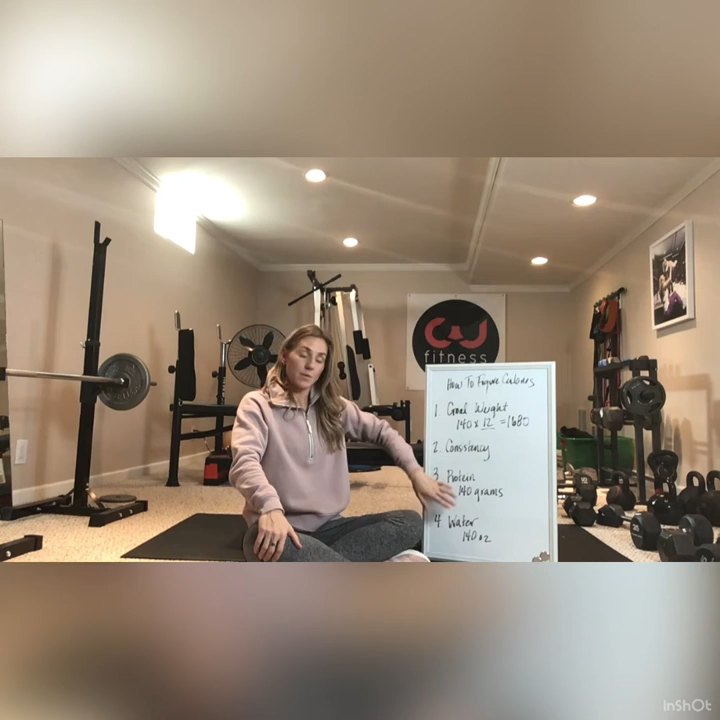 CW
fitness
How To Figure Calories
1. Goal Weight
140 x 12 = 1680
2. Consistency
3 Protein
140 grams
4 Water
140 oz
InShOt